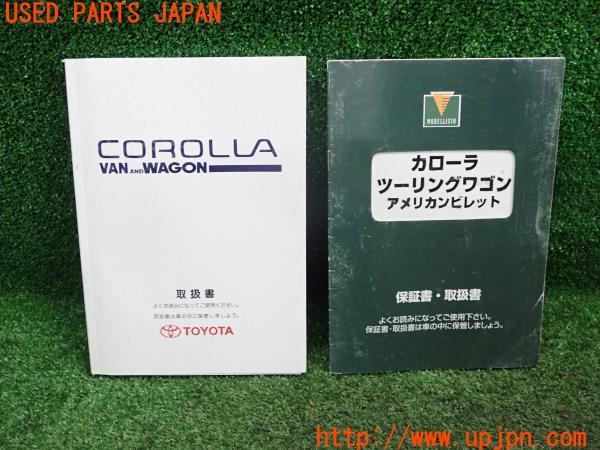 USED PARTS JAPAN
COROLLA
VAN AND WAGON
取扱書
よくお読みになってご使用ください。
取扱書は車の中に保管しましょう。
TOYOTA
MODELLISTA
カローラ
ツーリングワゴン
アメリカンビレット
保証書・取扱書
よくお読みになってご使用下さい。
保証書・取扱書は車の中に保管しましょう。
http://www.upjpn.com/